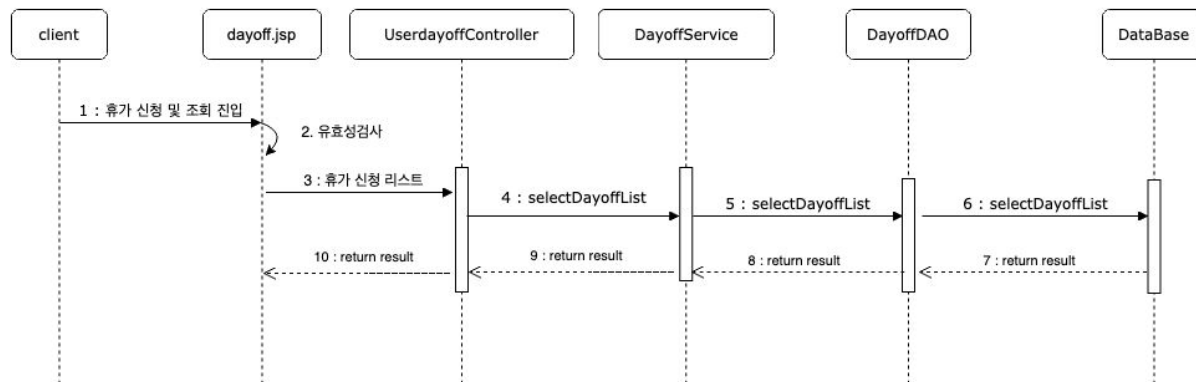 client
dayoff.jsp
UserdayoffController
DayoffService
DayoffDAO
DataBase
1 : 휴가 신청 및 조회 진입
2. 유효성검사
3 : 휴가 신청 리스트
4 : selectDayoffList
5 : selectDayoffList
6 : selectDayoffList
10 : return result
9 : return result
8 : return result
7 : return result